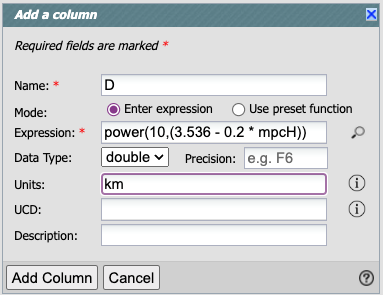 Add a column
Required fields are marked *
Name: * D
Mode: Enter expression Use preset function
Expression: * power(10,(3.536 - 0.2 * mpcH))
Data Type: double Precision: e.g. F6
Units: km
UCD:
Description:
Add Column Cancel